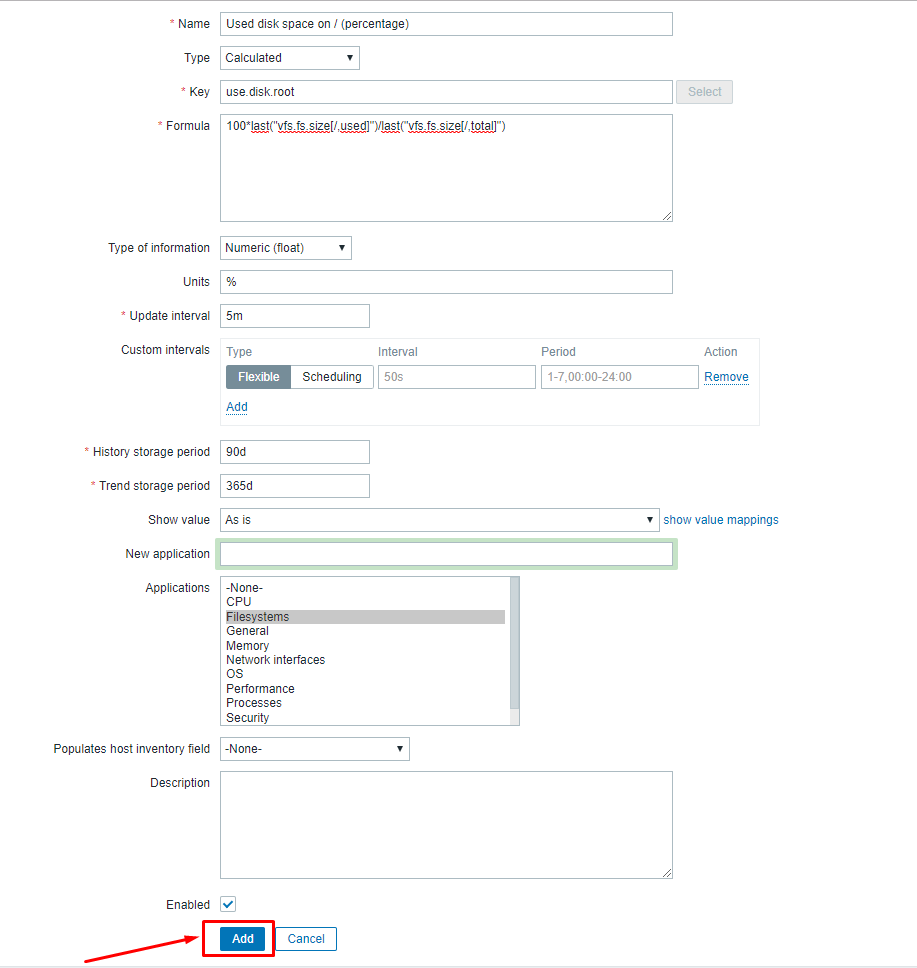 * Name Used disk space on / (percentage)
Type Calculated
* Key use.disk.root Select
* Formula 100*last("vfs.fs.size[/,used]")/last("vfs.fs.size[/,total]")
Type of information Numeric (float)
Units %
* Update interval 5m
Custom intervals Type Interval Period Action
Flexible Scheduling 50s 1-7,00:00-24:00 Remove
Add
* History storage period 90d
* Trend storage period 365d
Show value As is show value mappings
New application
Applications -None-
CPU
Filesystems
General
Memory
Network interfaces
OS
Performance
Processes
Security
Populates host inventory field -None-
Description
Enabled
Add Cancel